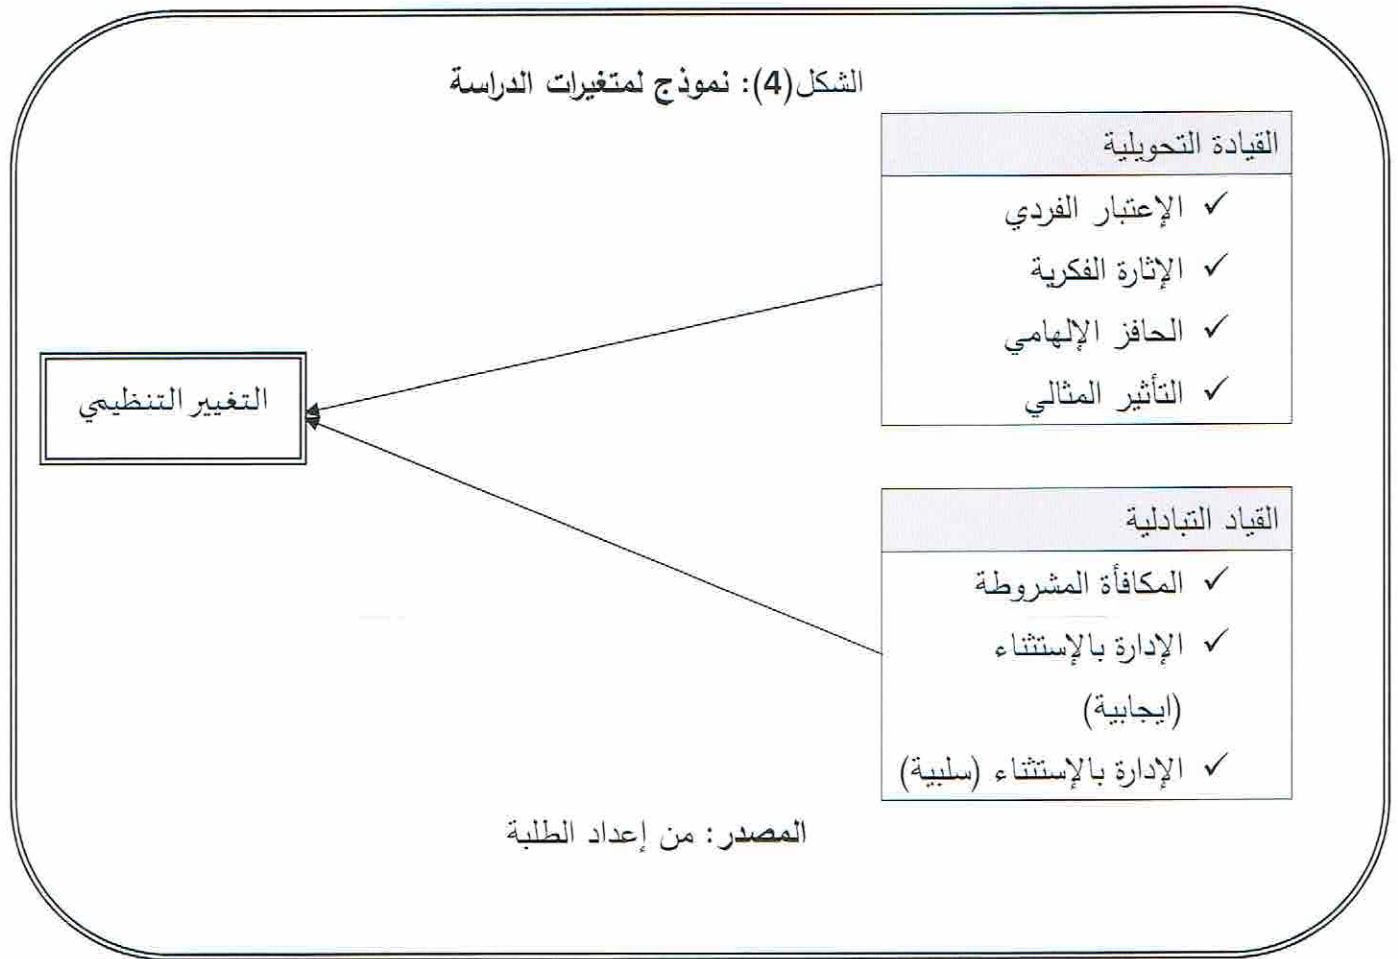 الشكل(4): نموذج لمتغيرات الدراسة
القيادة التحويلية
✓ الإعتبار الفردي
✓ الإثارة الفكرية
✓ الحافز الإلهامي
✓ التأثير المثالي
التغيير التنظيمي
القياد التبادلية
✓ المكافأة المشروطة
✓ الإدارة بالإستثناء
(ايجابية)
✓ الإدارة بالإستثناء (سلبية)
المصدر: من إعداد الطلبة